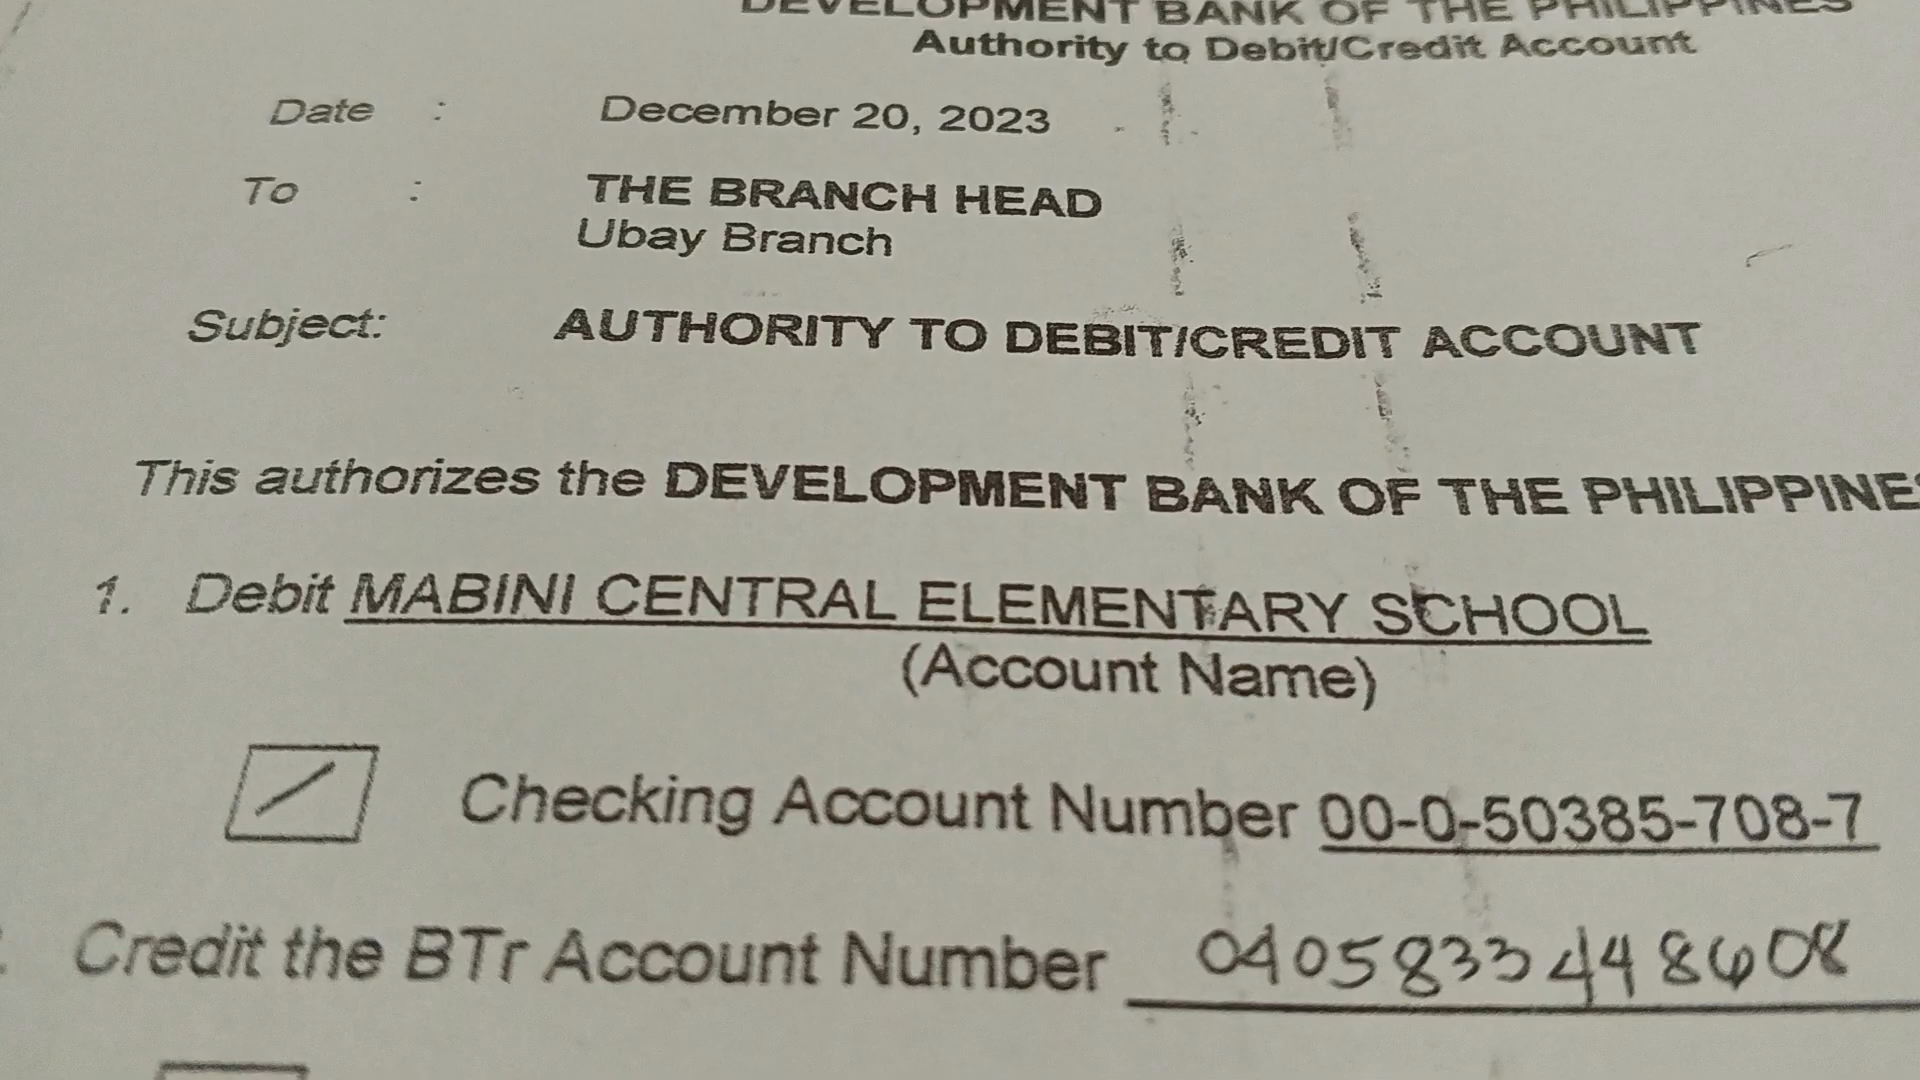 DEVELOPMENT BANK OF THE PHILIPPINES
Authority to Debit/Credit Account
Date : December 20, 2023
To : THE BRANCH HEAD
Ubay Branch
Subject: AUTHORITY TO DEBIT/CREDIT ACCOUNT
This authorizes the DEVELOPMENT BANK OF THE PHILIPPINES
1. Debit MABINI CENTRAL ELEMENTARY SCHOOL
(Account Name)
Checking Account Number 00-0-50385-708-7
Credit the BTr Account Number 0405833448608